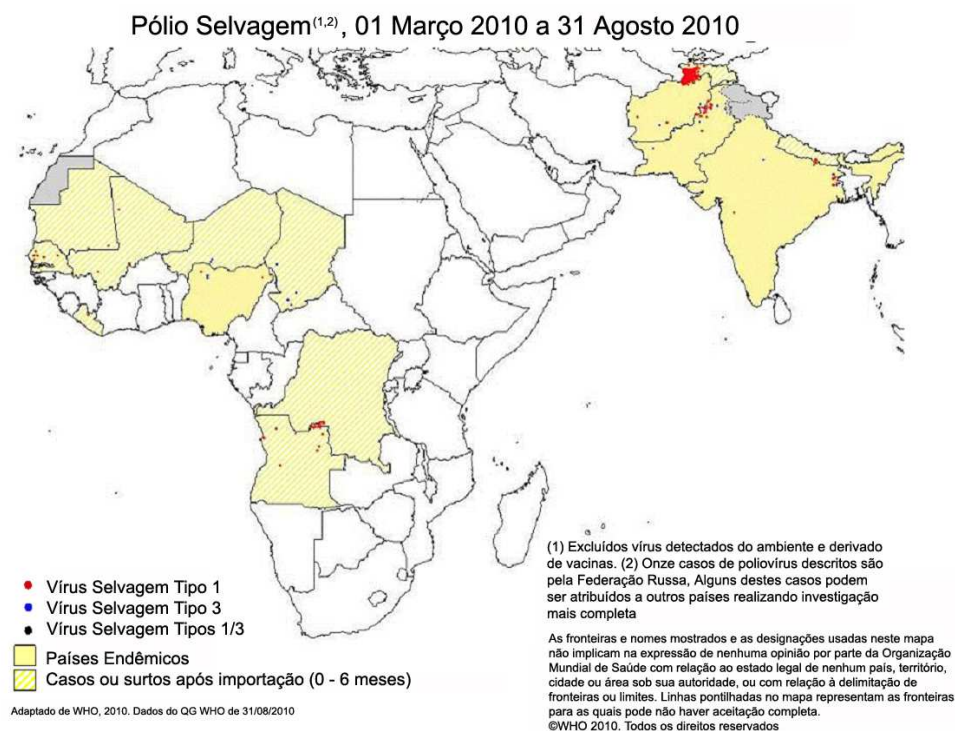 Pólio Selvagem(1,2), 01 Março 2010 a 31 Agosto 2010
Vírus Selvagem Tipo 1
Vírus Selvagem Tipo 3
Vírus Selvagem Tipos 1/3
Países Endêmicos
Casos ou surtos após importação (0 - 6 meses)
Adaptado de WHO, 2010. Dados do QG WHO de 31/08/2010
(1) Excluídos vírus detectados do ambiente e derivado
de vacinas. (2) Onze casos de poliovírus descritos são
pela Federação Russa, Alguns destes casos podem
ser atribuídos a outros países realizando investigação
mais completa
As fronteiras e nomes mostrados e as designações usadas neste mapa
não implicam na expressão de nenhuma opinião por parte da Organização
Mundial de Saúde com relação ao estado legal de nenhum país, território,
cidade ou área sob sua autoridade, ou com relação à delimitação de
fronteiras ou limites. Linhas pontilhadas no mapa representam as fronteiras
para as quais pode não haver aceitação completa.
©WHO 2010. Todos os direitos reservados